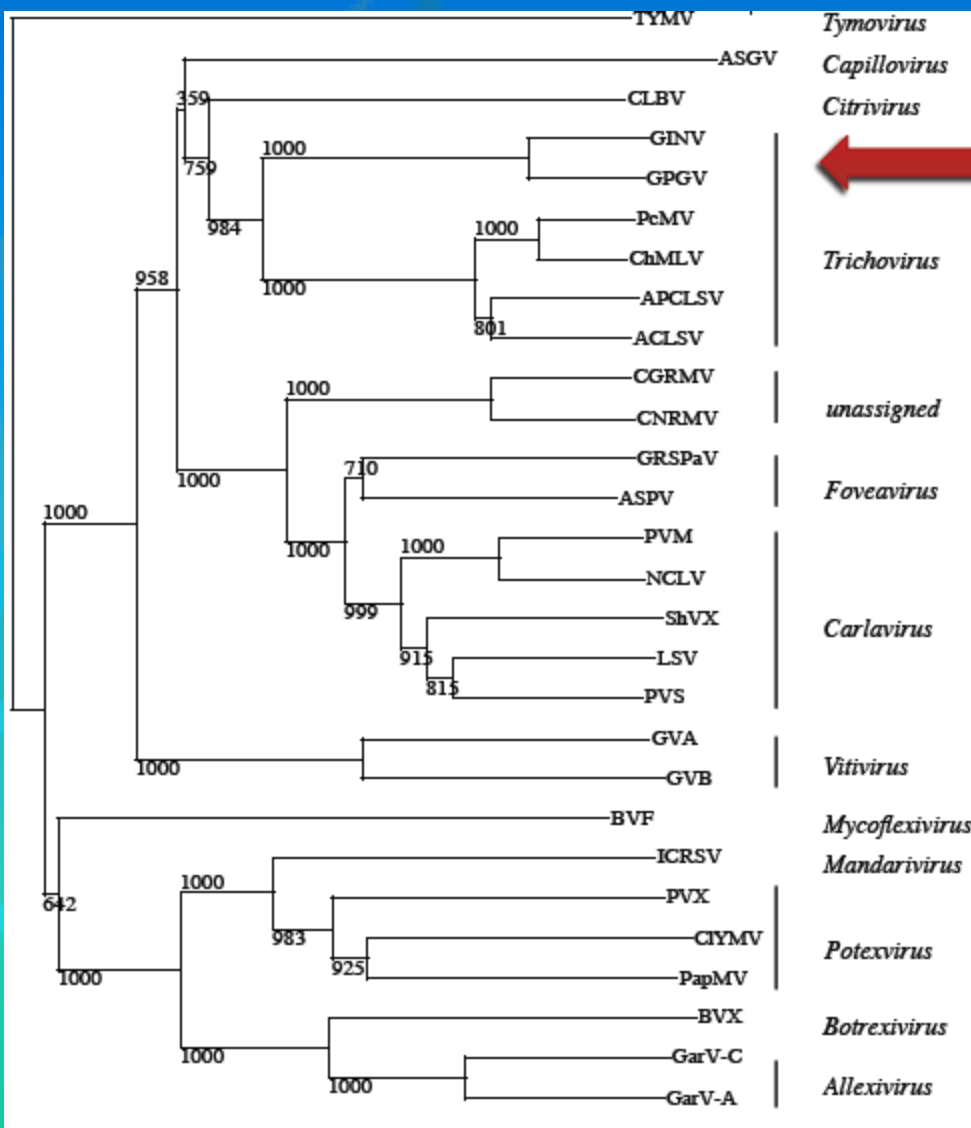 TYMV Tymovirus
ASGV Capillovirus
359 CLBV Citrivirus
1000 GINV
759 GPGV
984 1000 PcMV
1000 ChMLV Trichovirus
958 APCLSV
801 ACLSV
1000 CGRMV
CNRMV unassigned
710 GRSPaV
1000 ASPV Foveavirus
1000 1000 1000 PVM
NCLV
999 ShVX Carlavirus
915 LSV
815 PVS
GVA
1000 GVB Vitivirus
BVF Mycoflexivirus
ICRSV Mandarivirus
1000 PVX
642 983 ClYMV Potexvirus
1000 925 PapMV
BVX Botrexivirus
1000 GarV-C
1000 GarV-A Allexivirus